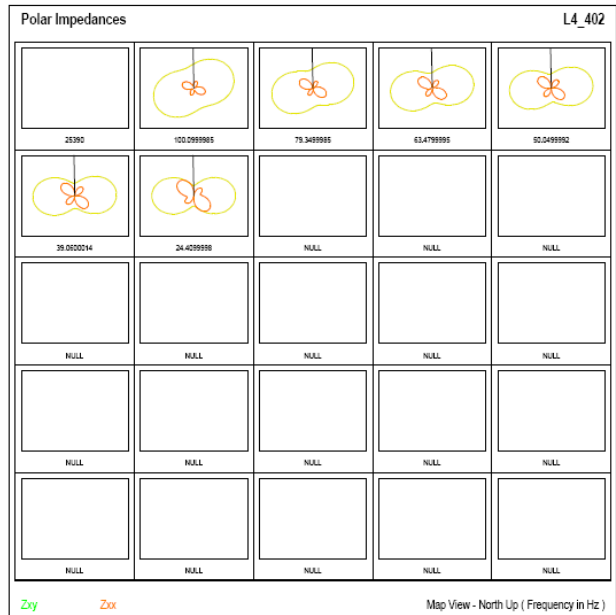 Polar Impedances L4_402
25390 100.0999985 79.3499985 63.4799995 50.0499992
39.0600014 24.4099998 NULL NULL NULL
NULL NULL NULL NULL NULL
NULL NULL NULL NULL NULL
NULL NULL NULL NULL NULL
Zxy Zxx Map View - North Up ( Frequency in Hz )